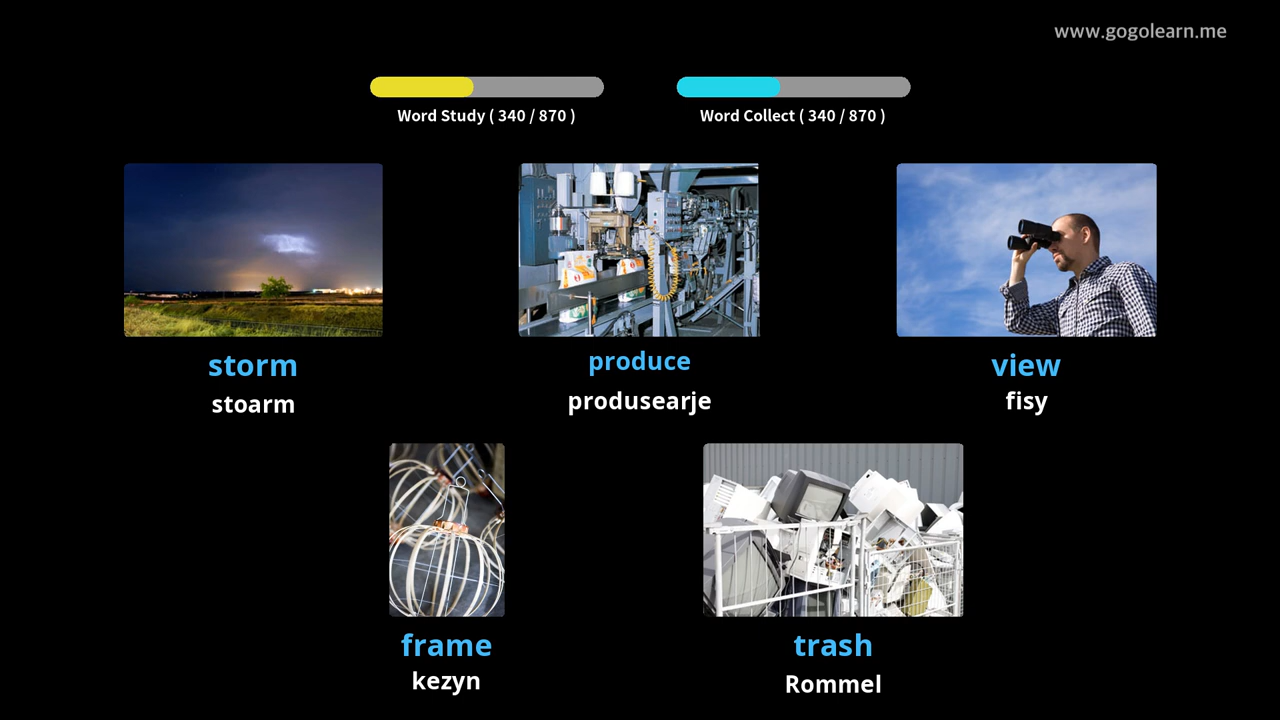 www.gogolearn.me
Word Study ( 340 / 870 )
Word Collect ( 340 / 870 )
storm
stoarm
produce
produsearje
view
fisy
frame
kezyn
trash
Rommel